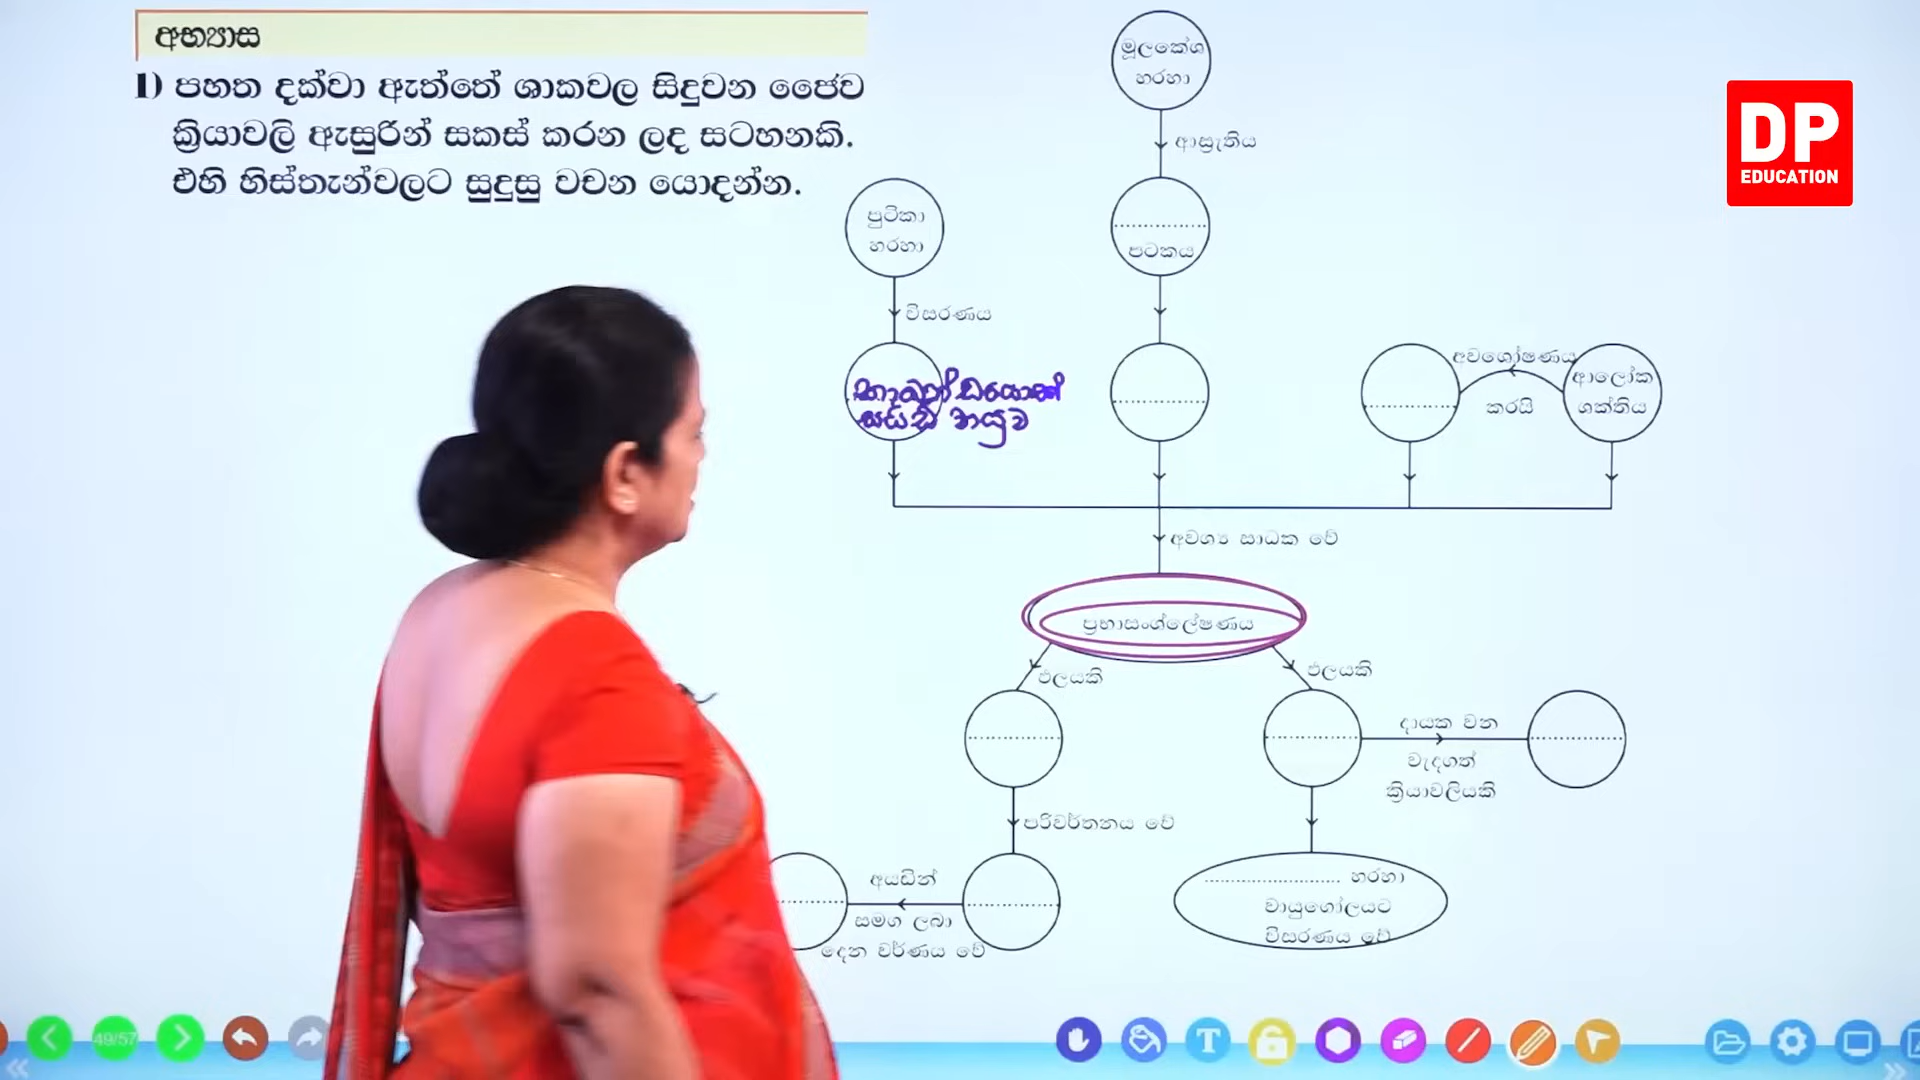 අභ්‍යාස
1) පහත දක්වා ඇත්තේ ශාකවල සිදුවන ජෛව
ක්‍රියාවලි ඇසුරින් සකස් කරන ලද සටහනකි.
එහි හිස්තැන්වලට සුදුසු වචන යොදන්න.
DP
EDUCATION
මූලකේශ
හරහා
ආස්‍රැතිය
පුටිකා
හරහා
....................
පටකය
විසරණය
කාබන් ඩයොක්
සයිඩ් වායුව
....................
....................
අවශෝෂණය
කරයි
ආලෝක
ශක්තිය
අවශ්‍ය සාධක වේ
ප්‍රභාසංශ්ලේෂණය
ඵලයකි
ඵලයකි
....................
....................
දායක වන
වැදගත්
ක්‍රියාවලියකි
....................
පරිවර්තනය වේ
....................
අයඩින්
සමග ලබා
දෙන වර්ණය වේ
....................
.......................... හරහා
වායුගෝලයට
විසරණය වේ
49/57
T